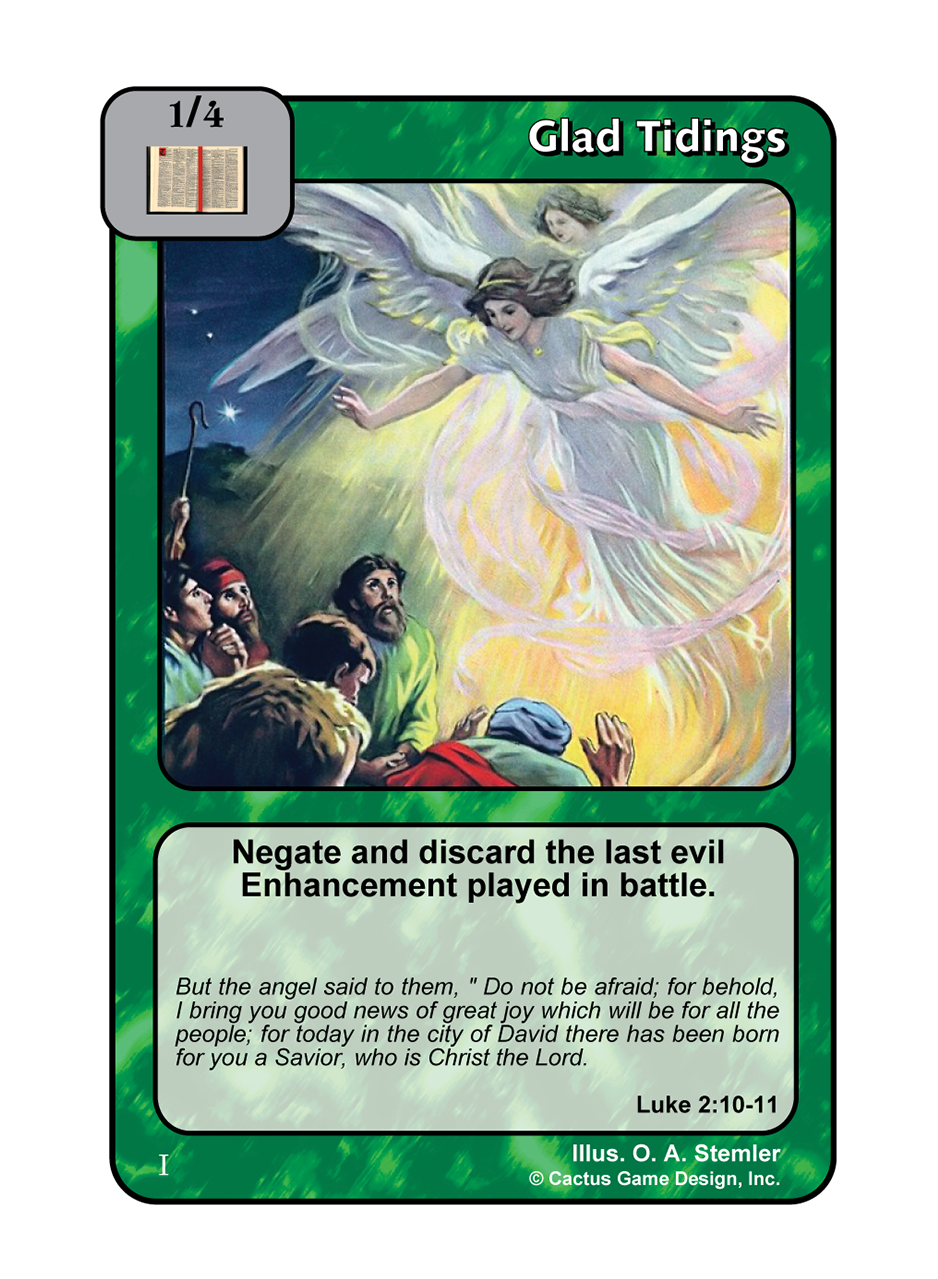 1/4
Glad Tidings
Negate and discard the last evil
Enhancement played in battle.
But the angel said to them, " Do not be afraid; for behold,
I bring you good news of great joy which will be for all the
people; for today in the city of David there has been born
for you a Savior, who is Christ the Lord.
Luke 2:10-11
I
Illus. O. A. Stemler
© Cactus Game Design, Inc.